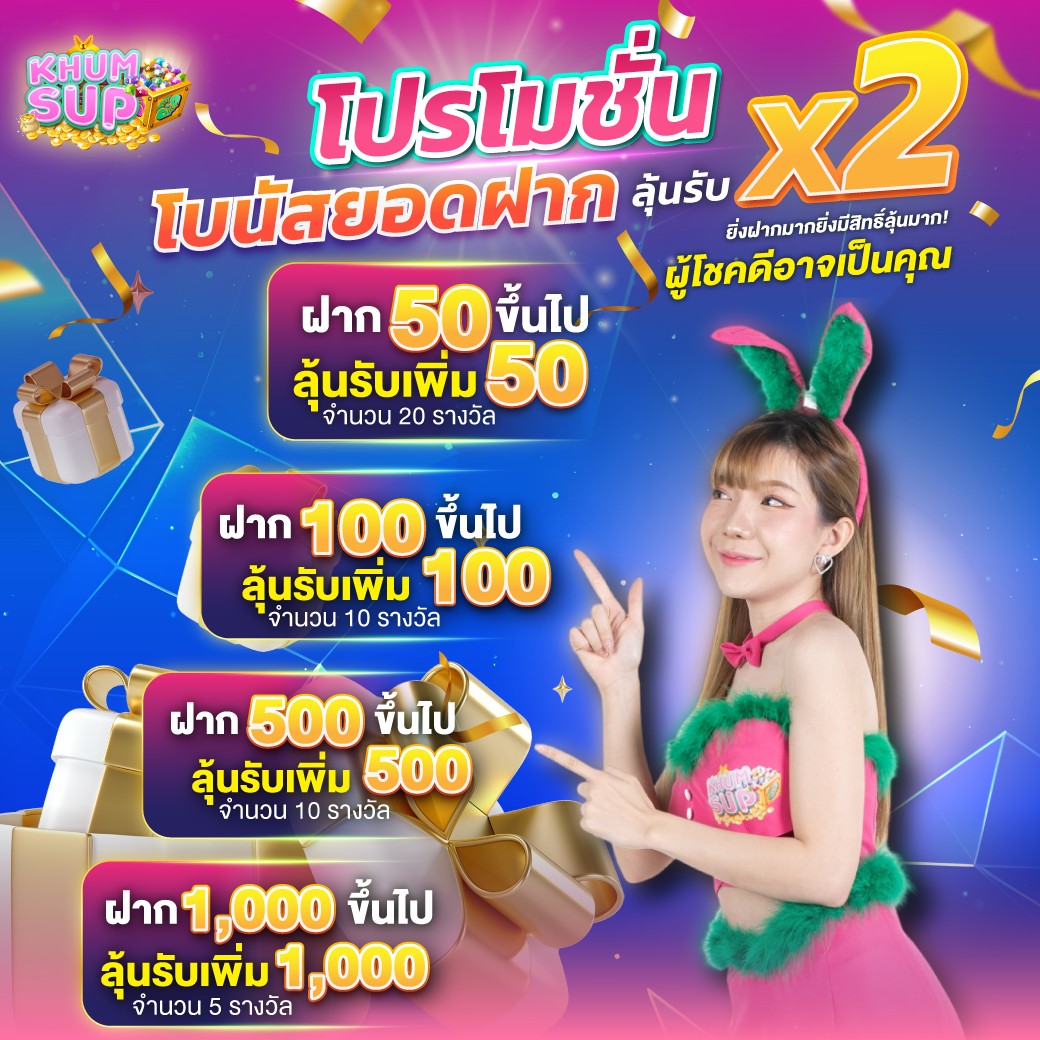 KHUM
SUP
โปรโมชั่น
โบนัสยอดฝาก ลุ้นรับ x2
ยิ่งฝากมากยิ่งมีสิทธิ์ลุ้นมาก!
ผู้โชคดีอาจเป็นคุณ
ฝาก 50 ขึ้นไป
ลุ้นรับเพิ่ม 50
จำนวน 20 รางวัล
ฝาก 100 ขึ้นไป
ลุ้นรับเพิ่ม 100
จำนวน 10 รางวัล
ฝาก 500 ขึ้นไป
ลุ้นรับเพิ่ม 500
จำนวน 10 รางวัล
ฝาก 1,000 ขึ้นไป
ลุ้นรับเพิ่ม 1,000
จำนวน 5 รางวัล
KHUM
SUP